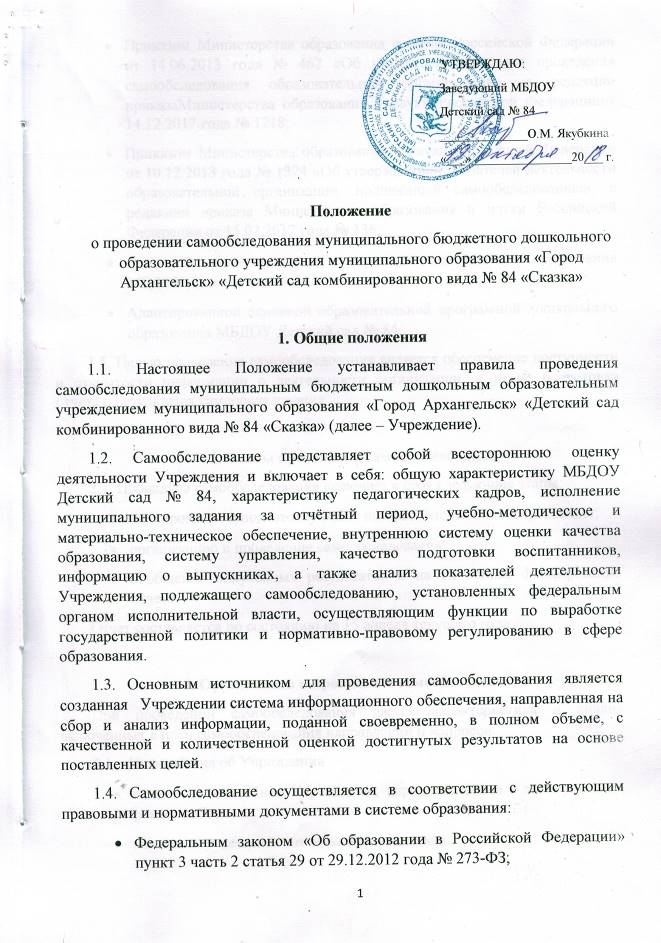 УТВЕРЖДАЮ:
Заведующий МБДОУ
Детский сад № 84
О.М. Якубкина
« » октября 2018 г.
Положение
о проведении самообследования муниципального бюджетного дошкольного
образовательного учреждения муниципального образования «Город
Архангельск» «Детский сад комбинированного вида № 84 «Сказка»
1. Общие положения
1.1. Настоящее Положение устанавливает правила проведения
самообследования муниципальным бюджетным дошкольным образовательным
учреждением муниципального образования «Город Архангельск» «Детский сад
комбинированного вида № 84 «Сказка» (далее – Учреждение).
1.2. Самообследование представляет собой всестороннюю оценку
деятельности Учреждения и включает в себя: общую характеристику МБДОУ
Детский сад № 84, характеристику педагогических кадров, исполнение
муниципального задания за отчётный период, учебно-методическое и
материально-техническое обеспечение, внутреннюю систему оценки качества
образования, систему управления, качество подготовки воспитанников,
информацию о выпускниках, а также анализ показателей деятельности
Учреждения, подлежащего самообследованию, установленных федеральным
органом исполнительной власти, осуществляющим функции по выработке
государственной политики и нормативно-правовому регулированию в сфере
образования.
1.3. Основным источником для проведения самообследования является
созданная Учреждении система информационного обеспечения, направленная на
сбор и анализ информации, поданной своевременно, в полном объеме, с
качественной и количественной оценкой достигнутых результатов на основе
поставленных целей.
1.4. Самообследование осуществляется в соответствии с действующим
правовыми и нормативными документами в системе образования:
• Федеральным законом «Об образовании в Российской Федерации»
пункт 3 часть 2 статья 29 от 29.12.2012 года № 273-ФЗ;
1